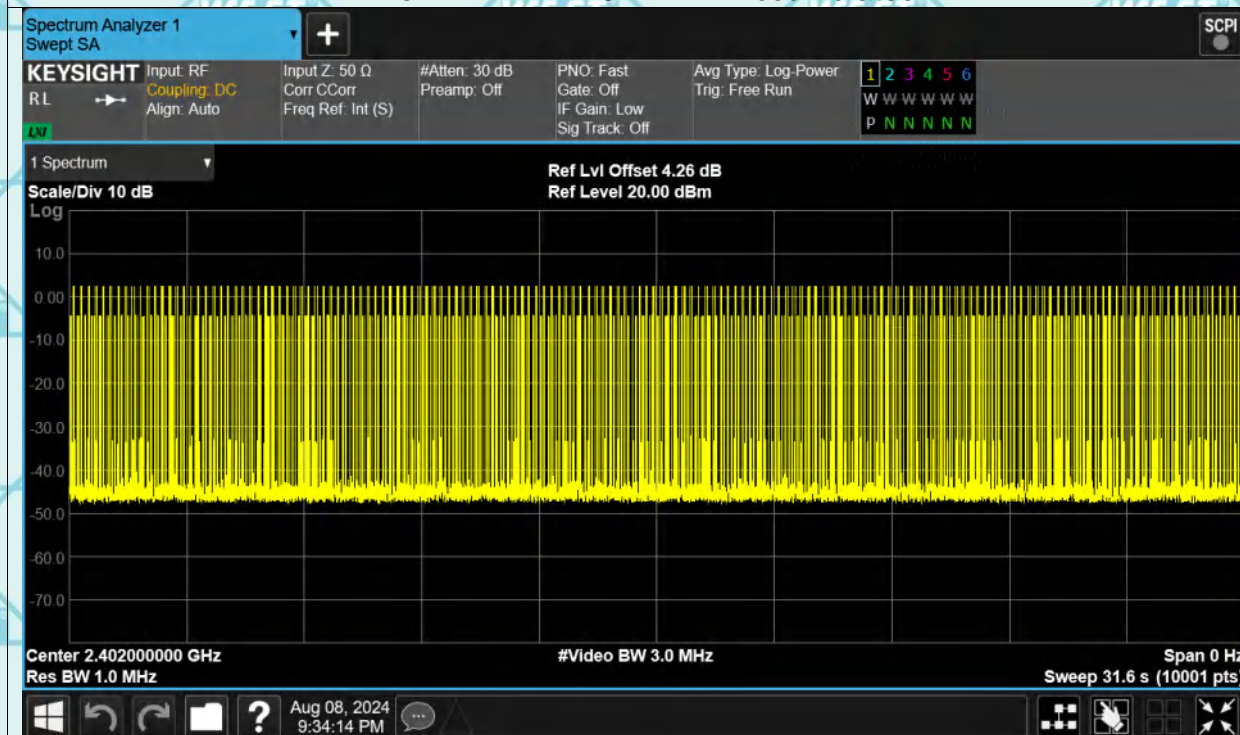 Spectrum Analyzer 1
Swept SA
+
SCPI
KEYSIGHT
RL
LXI
Input: RF
Coupling: DC
Align: Auto
Input Z: 50 Ω
Corr CCorr
Freq Ref: Int (S)
#Atten: 30 dB
Preamp: Off
PNO: Fast
Gate: Off
IF Gain: Low
Sig Track: Off
Avg Type: Log-Power
Trig: Free Run
1 2 3 4 5 6
W W W W W W
P N N N N N
1 Spectrum
Scale/Div 10 dB
Ref Lvl Offset 4.26 dB
Ref Level 20.00 dBm
Log
10.0
0.00
-10.0
-20.0
-30.0
-40.0
-50.0
-60.0
-70.0
Center 2.402000000 GHz
Res BW 1.0 MHz
#Video BW 3.0 MHz
Span 0 Hz
Sweep 31.6 s (10001 pts)
?
Aug 08, 2024
9:34:14 PM